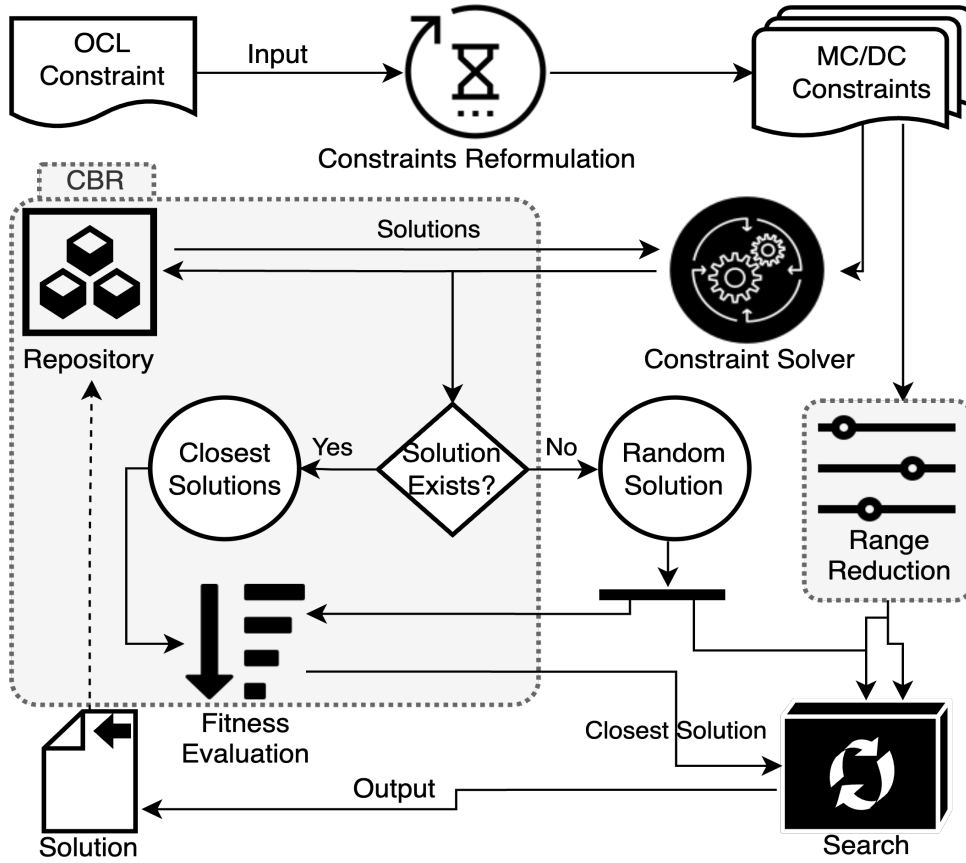 OCL
Constraint
Input
MC/DC
Constraints
Constraints Reformulation
CBR
Solutions
Repository
Constraint Solver
Closest
Solutions
Yes
Solution
Exists?
No
Random
Solution
Range
Reduction
Fitness
Evaluation
Closest Solution
Output
Solution
Search